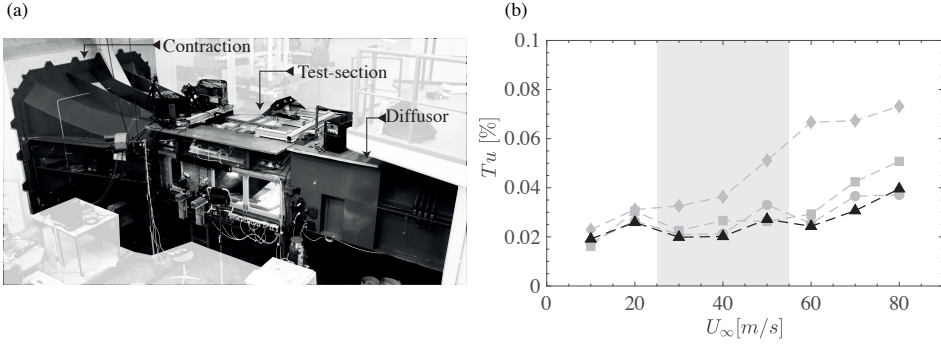 (a)
(b)
Contraction
Test-section
Diffusor
0.1
0.08
0.06
0.04
0.02
0
Tu [%]
0 20 40 60 80
U∞[m/s]